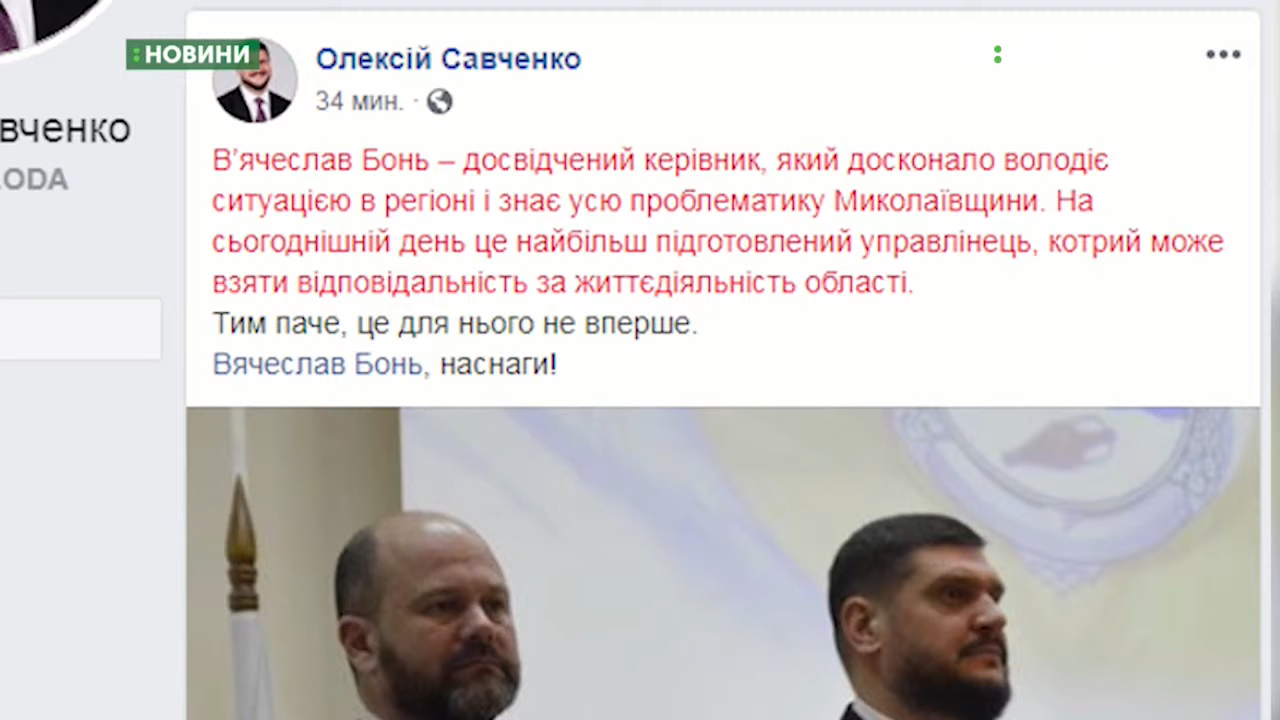 : НОВИНИ
Олексій Савченко
34 мин. ·
вченко
.ODA
В'ячеслав Бонь – досвідчений керівник, який досконало володіє
ситуацією в регіоні і знає усю проблематику Миколаївщини. На
сьогоднішній день це найбільш підготовлений управлінець, котрий може
взяти відповідальність за життєдіяльність області.
Тим паче, це для нього не вперше.
Вячеслав Бонь, наснаги!